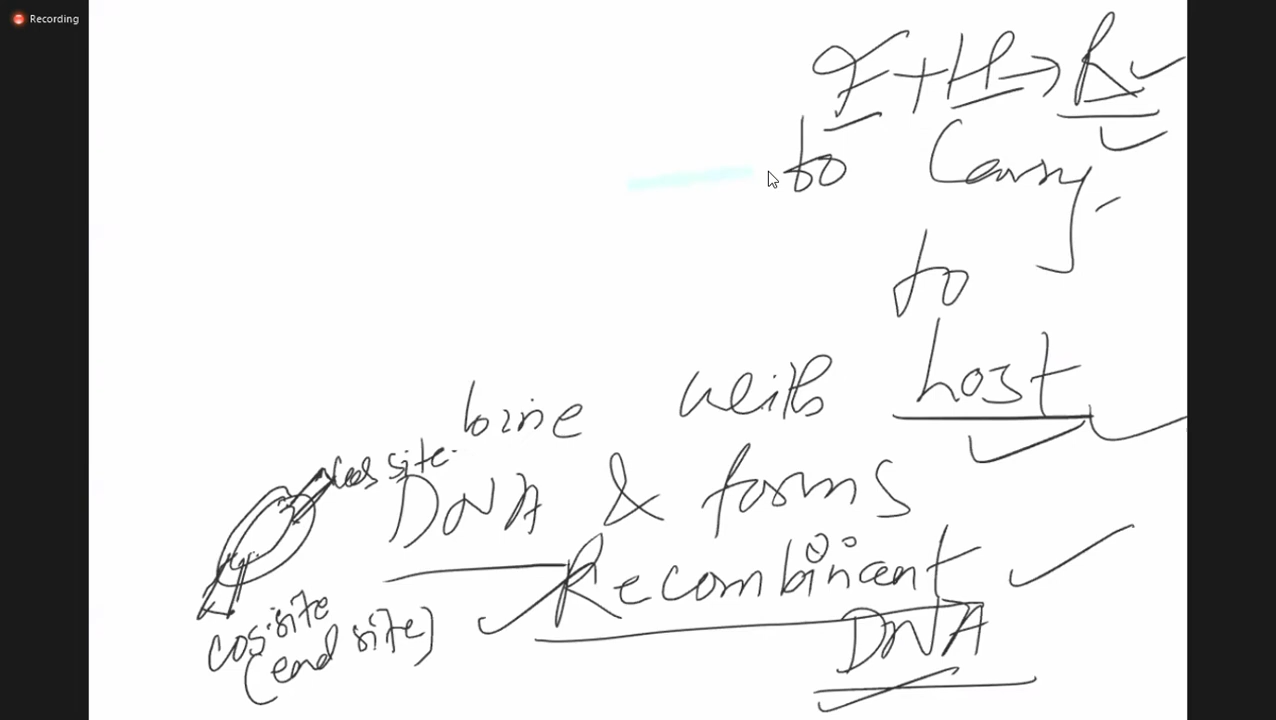 Recording
F + H → R
to Carry
to
host
bine with
cos site.
DNA & forms
Recombinant
DNA
cos site
(end site)